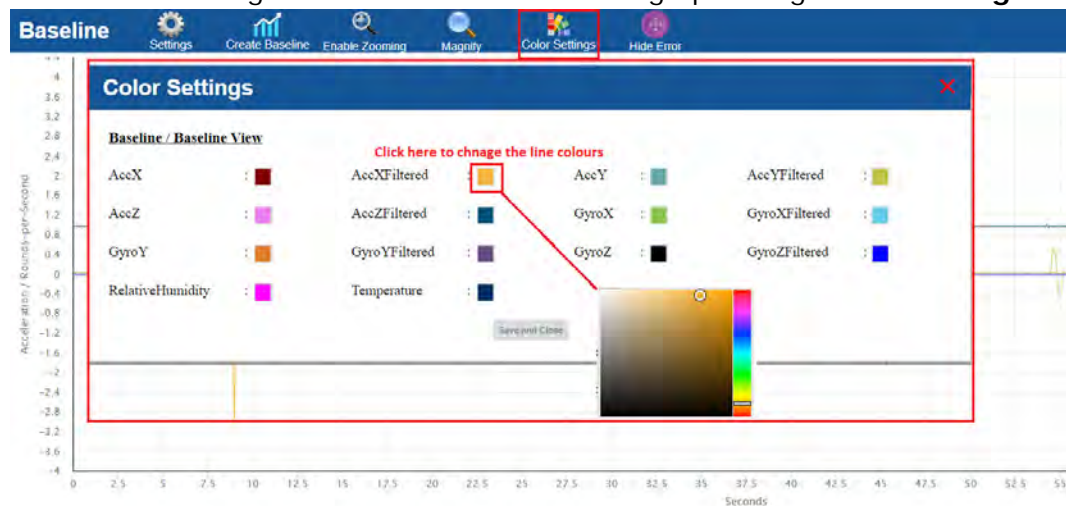 Baseline
Settings
Create Baseline
Enable Zooming
Magnify
Color Settings
Hide Error
Color Settings
×
Baseline / Baseline View
Click here to chnage the line colours
AccX :
AccXFiltered :
AccY :
AccYFiltered :
AccZ :
AccZFiltered :
GyroX :
GyroXFiltered :
GyroY :
GyroYFiltered :
GyroZ :
GyroZFiltered :
RelativeHumidity :
Temperature :
Save and Close
Acceleration / Rounds-per-Second
4
3.6
3.2
2.8
2.4
2
1.6
1.2
0.8
0.4
0
-0.4
-0.8
-1.2
-1.6
-2
-2.4
-2.8
-3.2
-3.6
-4
0 2.5 5 7.5 10 12.5 15 17.5 20 22.5 25 27.5 30 32.5 35 37.5 40 42.5 45 47.5 50 52.5 55
Seconds